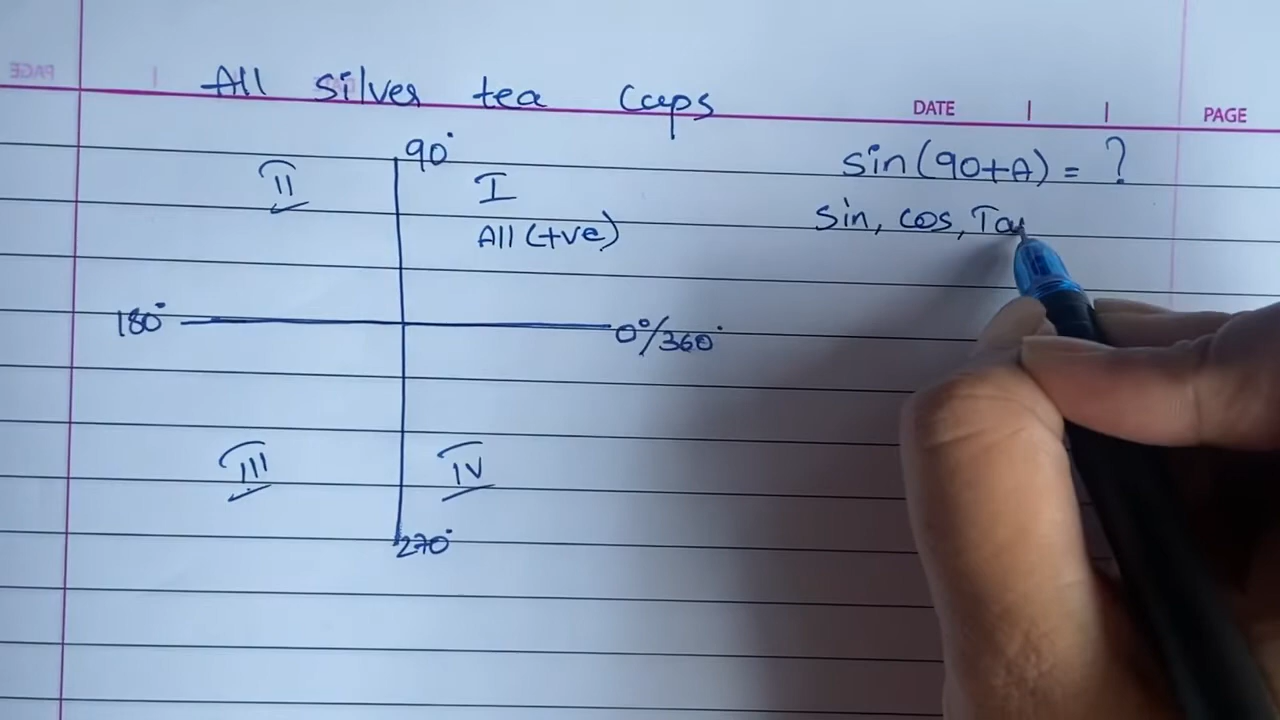 PAGE
All silver tea Cups
DATE
PAGE
90°
sin(90+A) = ?
II
I
sin, cos, Tan
All (+ve)
180°
0°/360°
III
IV
270°